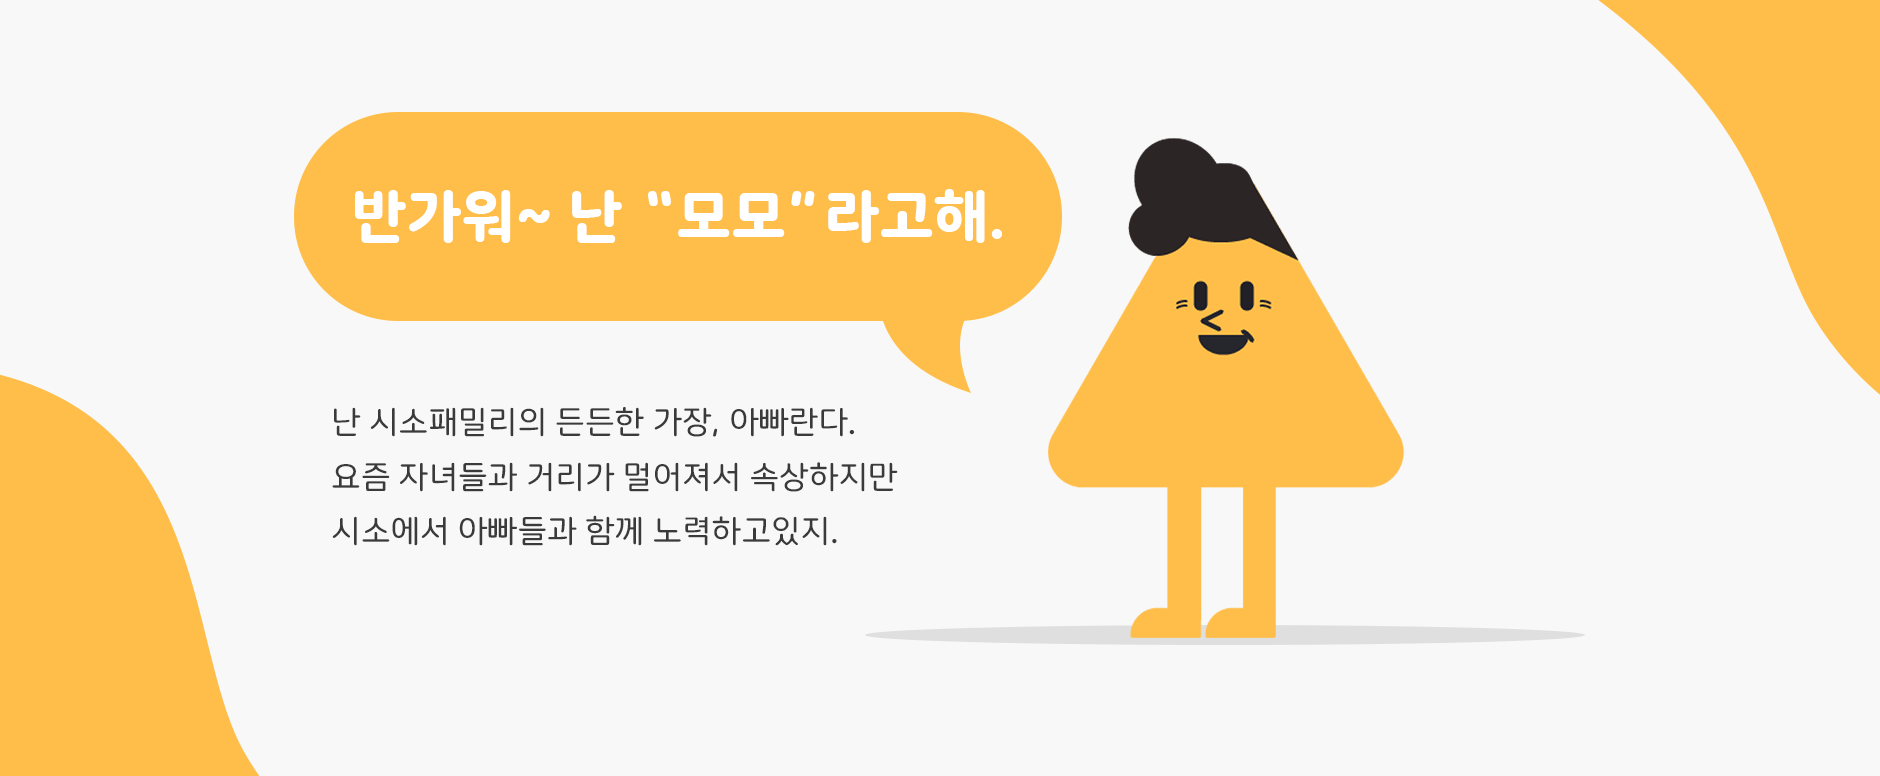 반가워~ 난 “모모”라고해.
난 시소패밀리의 든든한 가장, 아빠란다.
요즘 자녀들과 거리가 멀어져서 속상하지만
시소에서 아빠들과 함께 노력하고있지.